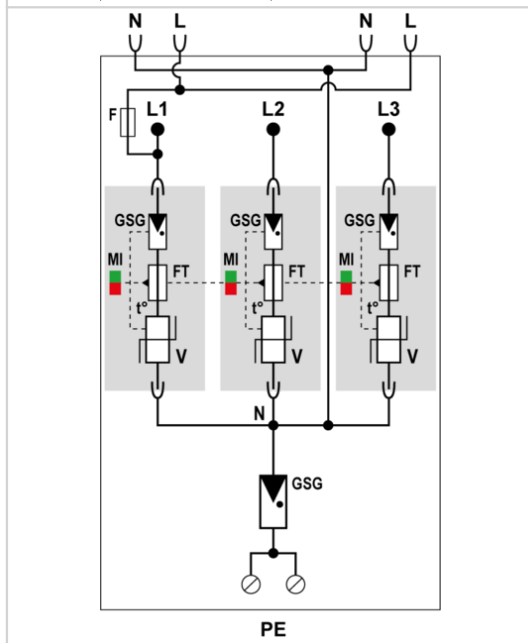 N L N L
F L1 L2 L3
GSG GSG GSG
MI FT MI FT MI FT
t° t° t°
V V V
N
GSG
PE